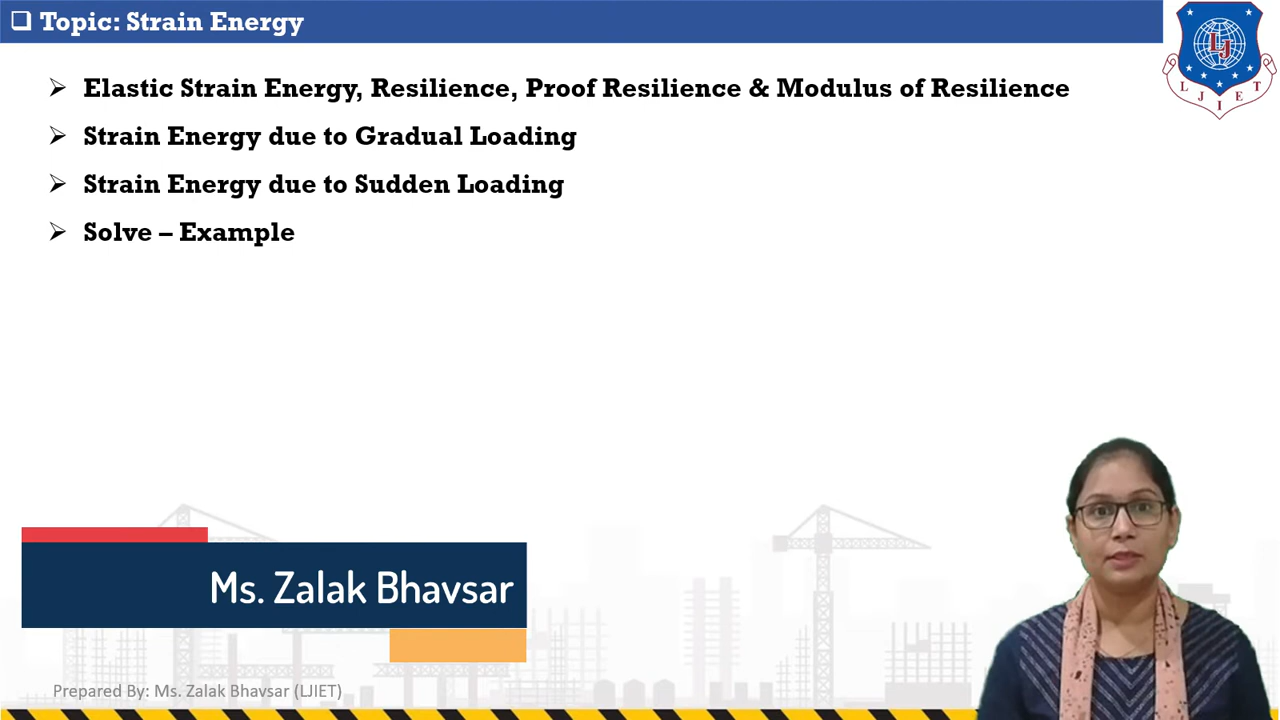 ❑ Topic: Strain Energy
LJIET
➢ Elastic Strain Energy, Resilience, Proof Resilience & Modulus of Resilience
➢ Strain Energy due to Gradual Loading
➢ Strain Energy due to Sudden Loading
➢ Solve – Example
Ms. Zalak Bhavsar
Prepared By: Ms. Zalak Bhavsar (LJIET)